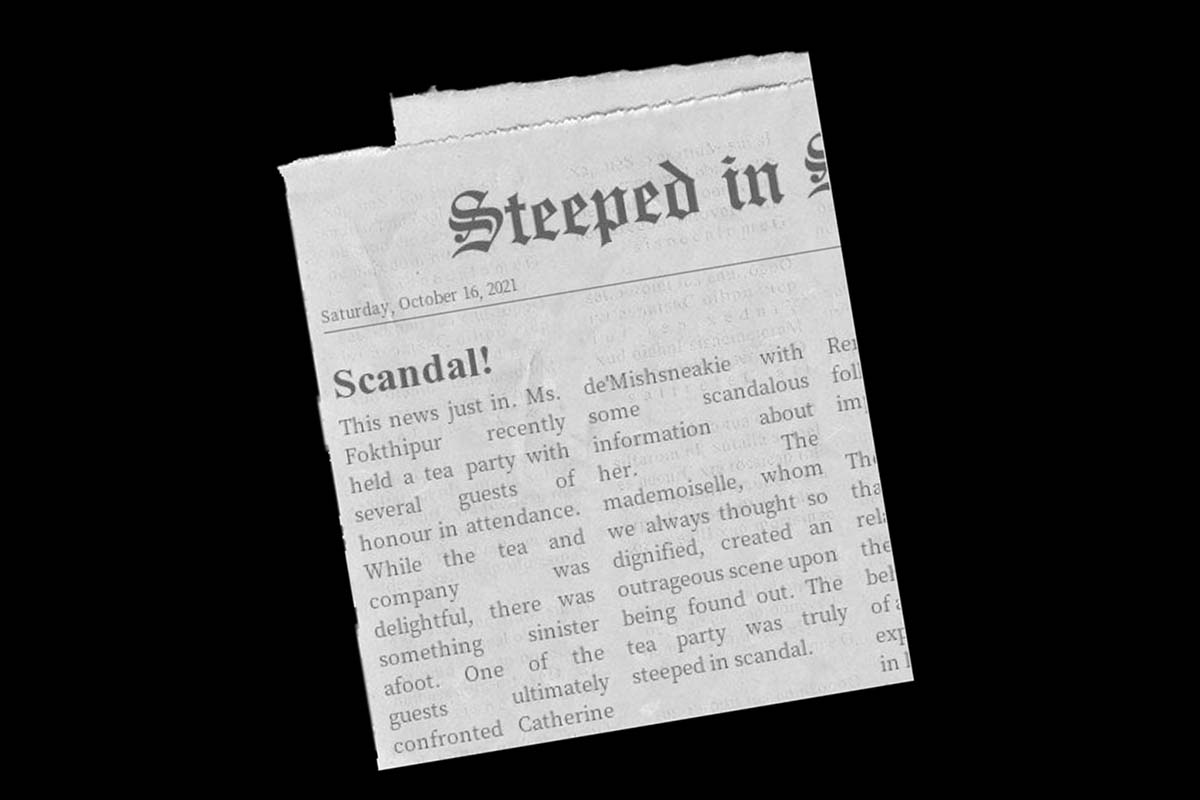 Steeped in
Saturday, October 16, 2021
Scandal!
This news just in. Ms.
Fokthipur recently
held a tea party with
several guests of
honour in attendance.
While the tea and
company was
delightful, there was
something sinister
afoot. One of the
guests ultimately
confronted Catherine
de'Mishsneakie with
some scandalous
information about
her. The
mademoiselle, whom
we always thought so
dignified, created an
outrageous scene upon
being found out. The
tea party was truly
steeped in scandal.
in